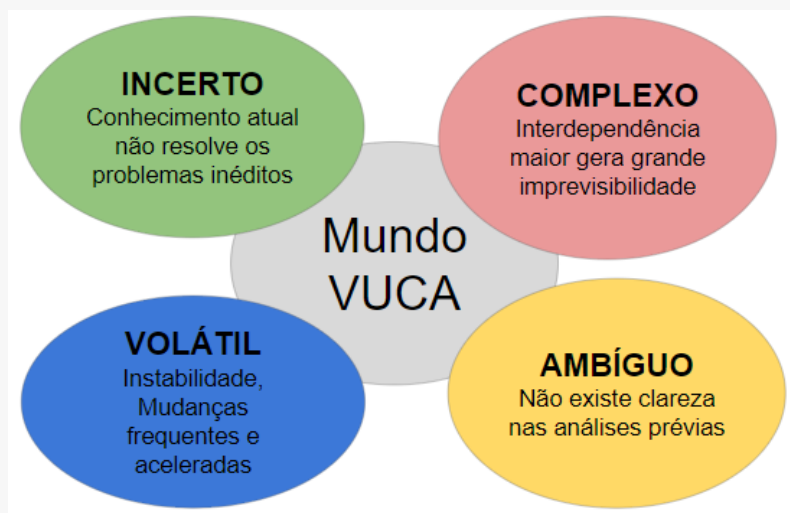 INCERTO
Conhecimento atual
não resolve os
problemas inéditos
COMPLEXO
Interdependência
maior gera grande
imprevisibilidade
Mundo
VUCA
VOLÁTIL
Instabilidade,
Mudanças
frequentes e
aceleradas
AMBÍGUO
Não existe clareza
nas análises prévias